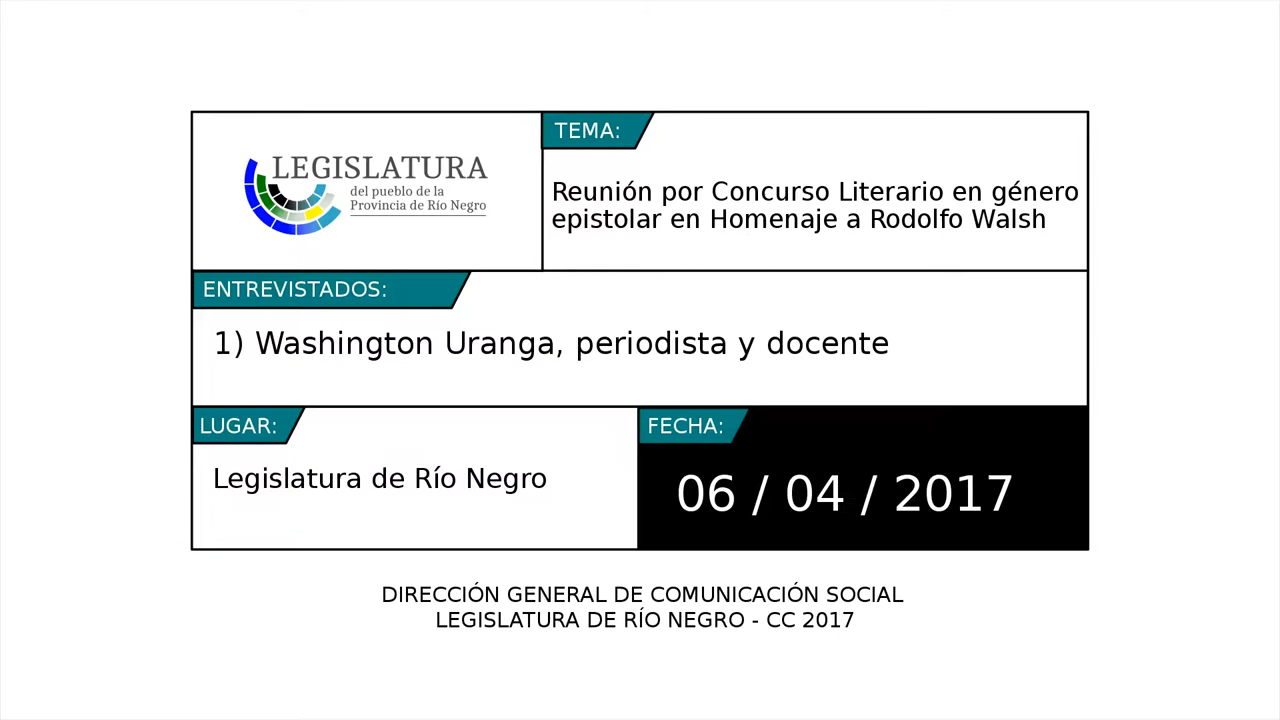 LEGISLATURA
del pueblo de la
Provincia de Río Negro
TEMA:
Reunión por Concurso Literario en género
epistolar en Homenaje a Rodolfo Walsh
ENTREVISTADOS:
1) Washington Uranga, periodista y docente
LUGAR:
Legislatura de Río Negro
FECHA:
06 / 04 / 2017
DIRECCIÓN GENERAL DE COMUNICACIÓN SOCIAL
LEGISLATURA DE RÍO NEGRO - CC 2017